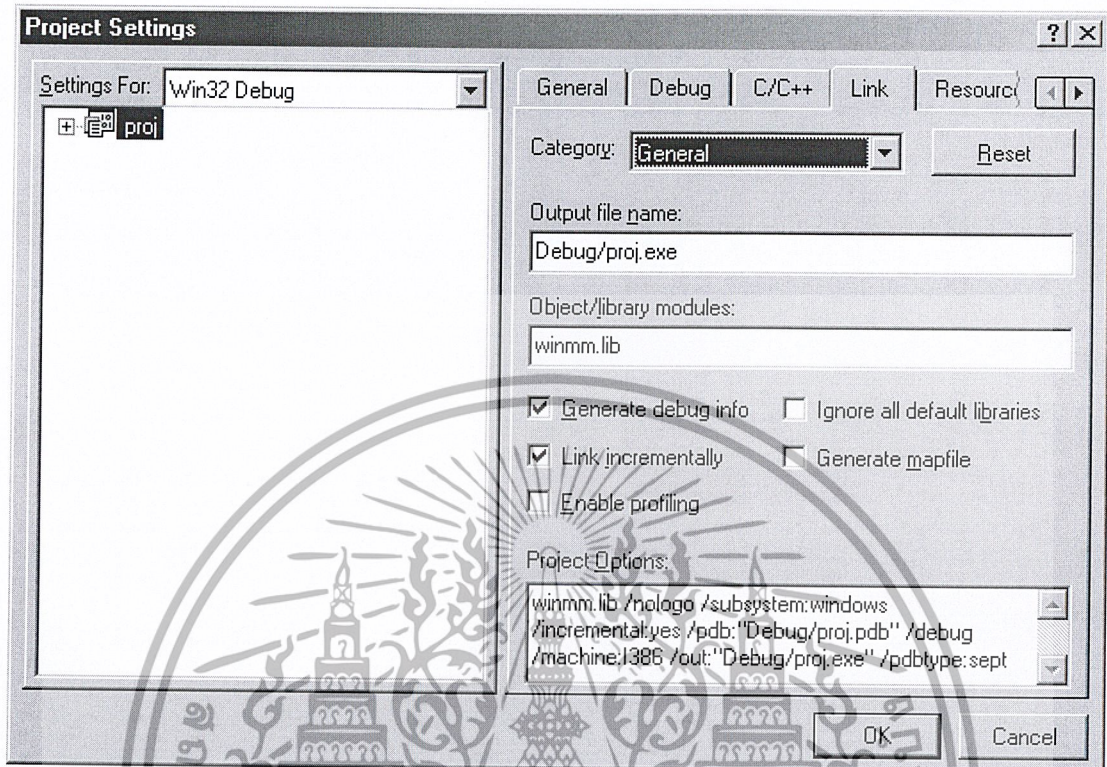 Project Settings
? ×
Settings For: Win32 Debug
proj
General Debug C/C++ Link
Category: General Reset
Output file name:
Debug/proj.exe
Object/library modules:
winmm.lib
Generate debug info Ignore all default libraries
Link incrementally Generate mapfile
Enable profiling
Project Options:
winmm.lib /nologo /subsystem:windows
/incremental:yes /pdb:"Debug/proj.pdb" /debug
/machine:I386 /out:"Debug/proj.exe" /pdbtype:sept
OK Cancel